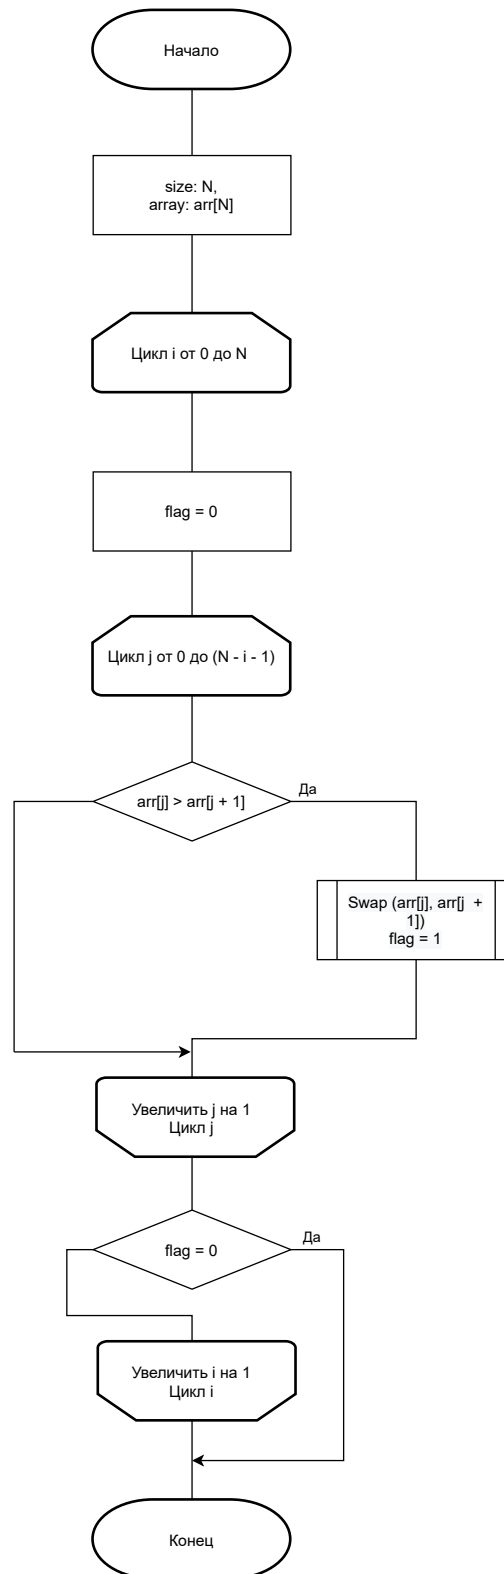 Начало
size: N,
array: arr[N]
Цикл i от 0 до N
flag = 0
Цикл j от 0 до (N - i - 1)
arr[j] > arr[j + 1]
Да
Swap (arr[j], arr[j +
1])
flag = 1
Увеличить j на 1
Цикл j
flag = 0
Да
Увеличить i на 1
Цикл i
Конец